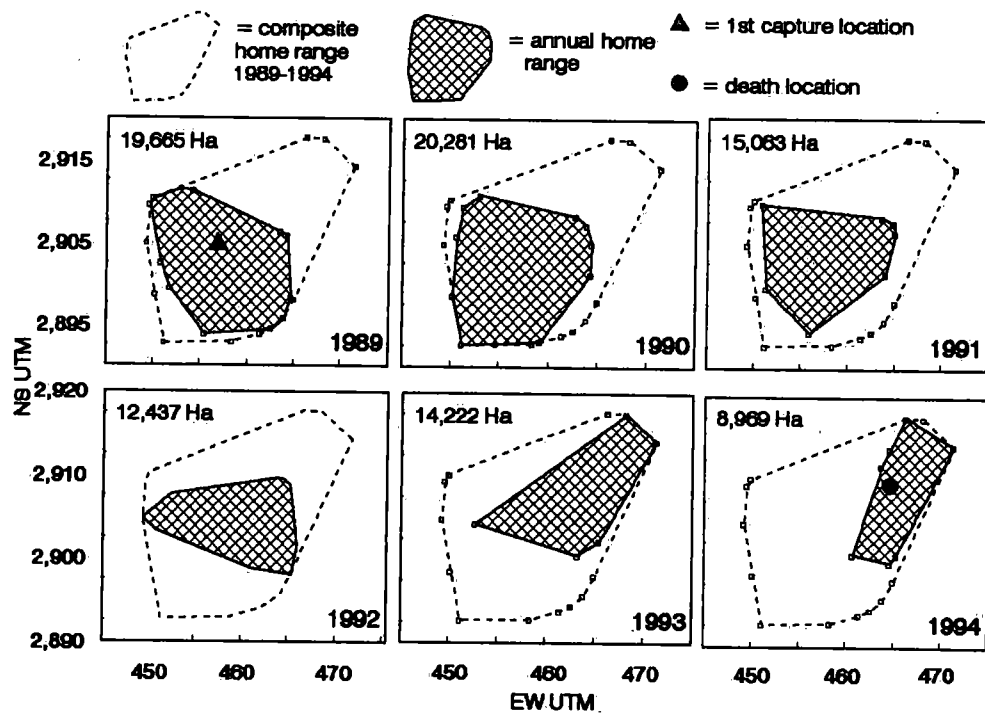 = composite
home range
1989-1994
= annual home
range
= 1st capture location
= death location
19,665 Ha
20,281 Ha
15,063 Ha
2,915
2,905
2,895
1989
1990
1991
NS UTM
2,920
12,437 Ha
14,222 Ha
8,969 Ha
2,910
2,900
2,890
1992
1993
1994
450 460 470 450 460 470 450 460 470
EW UTM